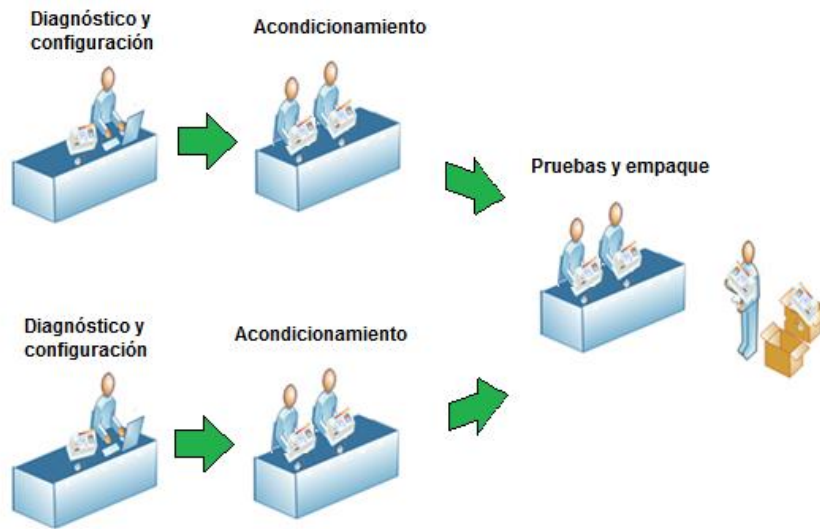 Diagnóstico y
configuración
Acondicionamiento
Pruebas y empaque
Diagnóstico y
configuración
Acondicionamiento